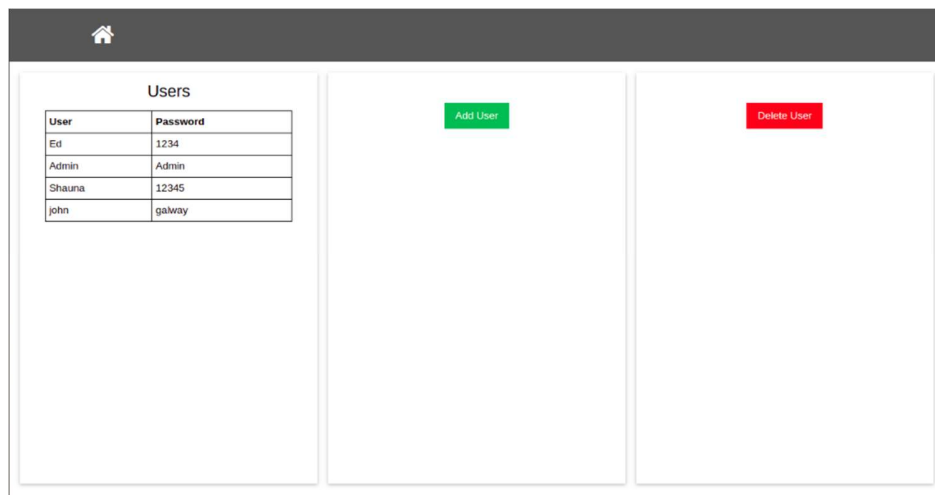 Users
User Password
Ed 1234
Admin Admin
Shauna 12345
john galway
Add User
Delete User